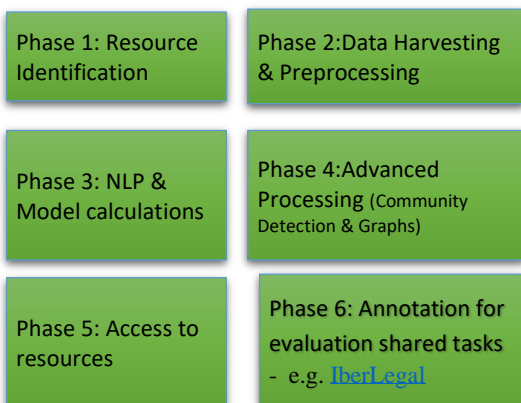 Phase 1: Resource
Identification
Phase 2:Data Harvesting
& Preprocessing
Phase 3: NLP &
Model calculations
Phase 4:Advanced
Processing (Community
Detection & Graphs)
Phase 5: Access to
resources
Phase 6: Annotation for
evaluation shared tasks
- e.g. IberLegal